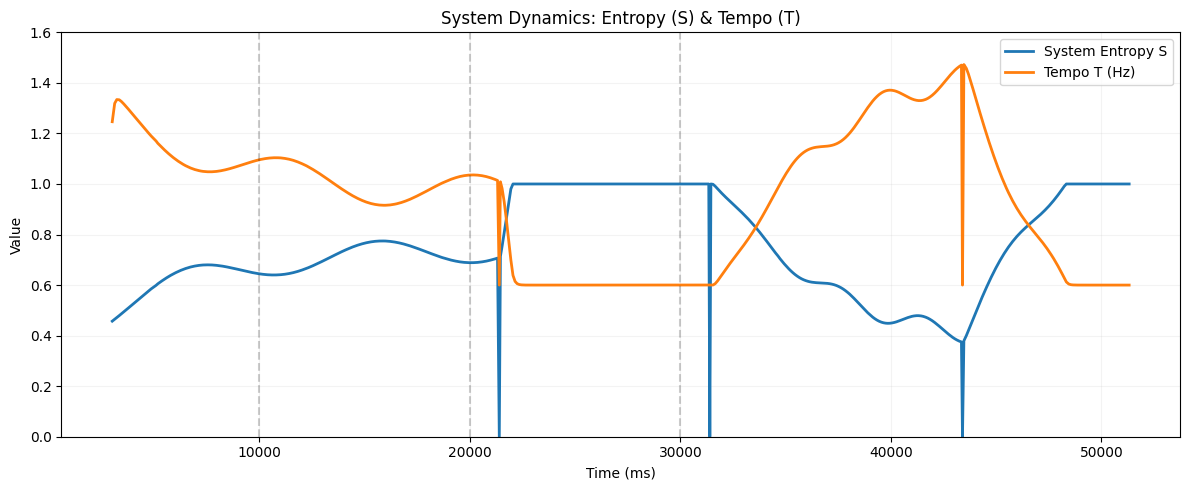 System Dynamics: Entropy (S) & Tempo (T)
System Entropy S
Tempo T (Hz)
Value
1.6
1.4
1.2
1.0
0.8
0.6
0.4
0.2
0.0
10000 20000 30000 40000 50000
Time (ms)